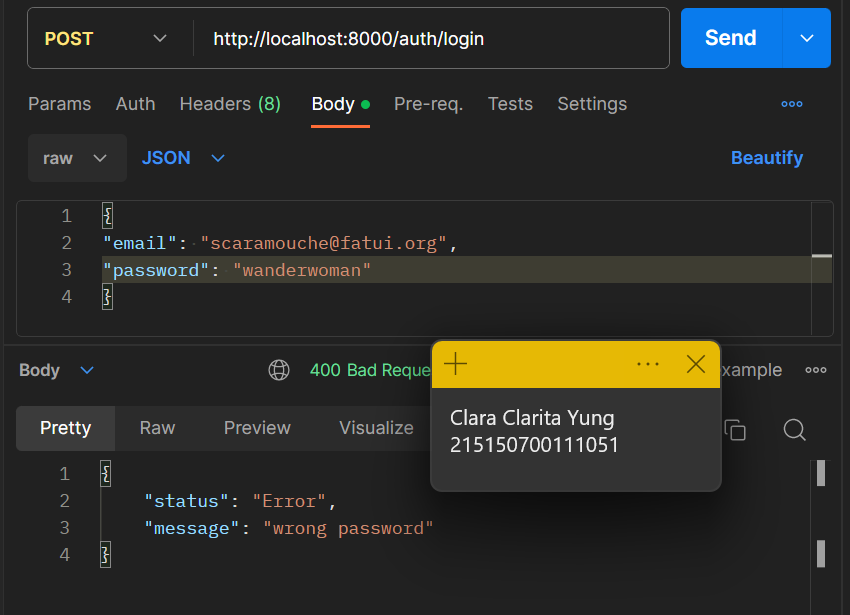 POST http://localhost:8000/auth/login Send
Params Auth Headers (8) Body Pre-req. Tests Settings
raw JSON Beautify
1 {
2 "email": "scaramouche@fatui.org",
3 "password": "wanderwoman"
4 }
Body 400 Bad Reque xample
Pretty Raw Preview Visualize
Clara Clarita Yung
215150700111051
1 {
2 "status": "Error",
3 "message": "wrong password"
4 }